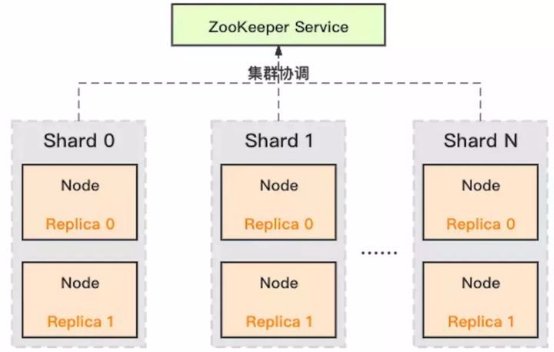 ZooKeeper Service
集群协调
Shard 0
Shard 1
Shard N
Node
Replica 0
Node
Replica 0
Node
Replica 0
......
Node
Replica 1
Node
Replica 1
Node
Replica 1